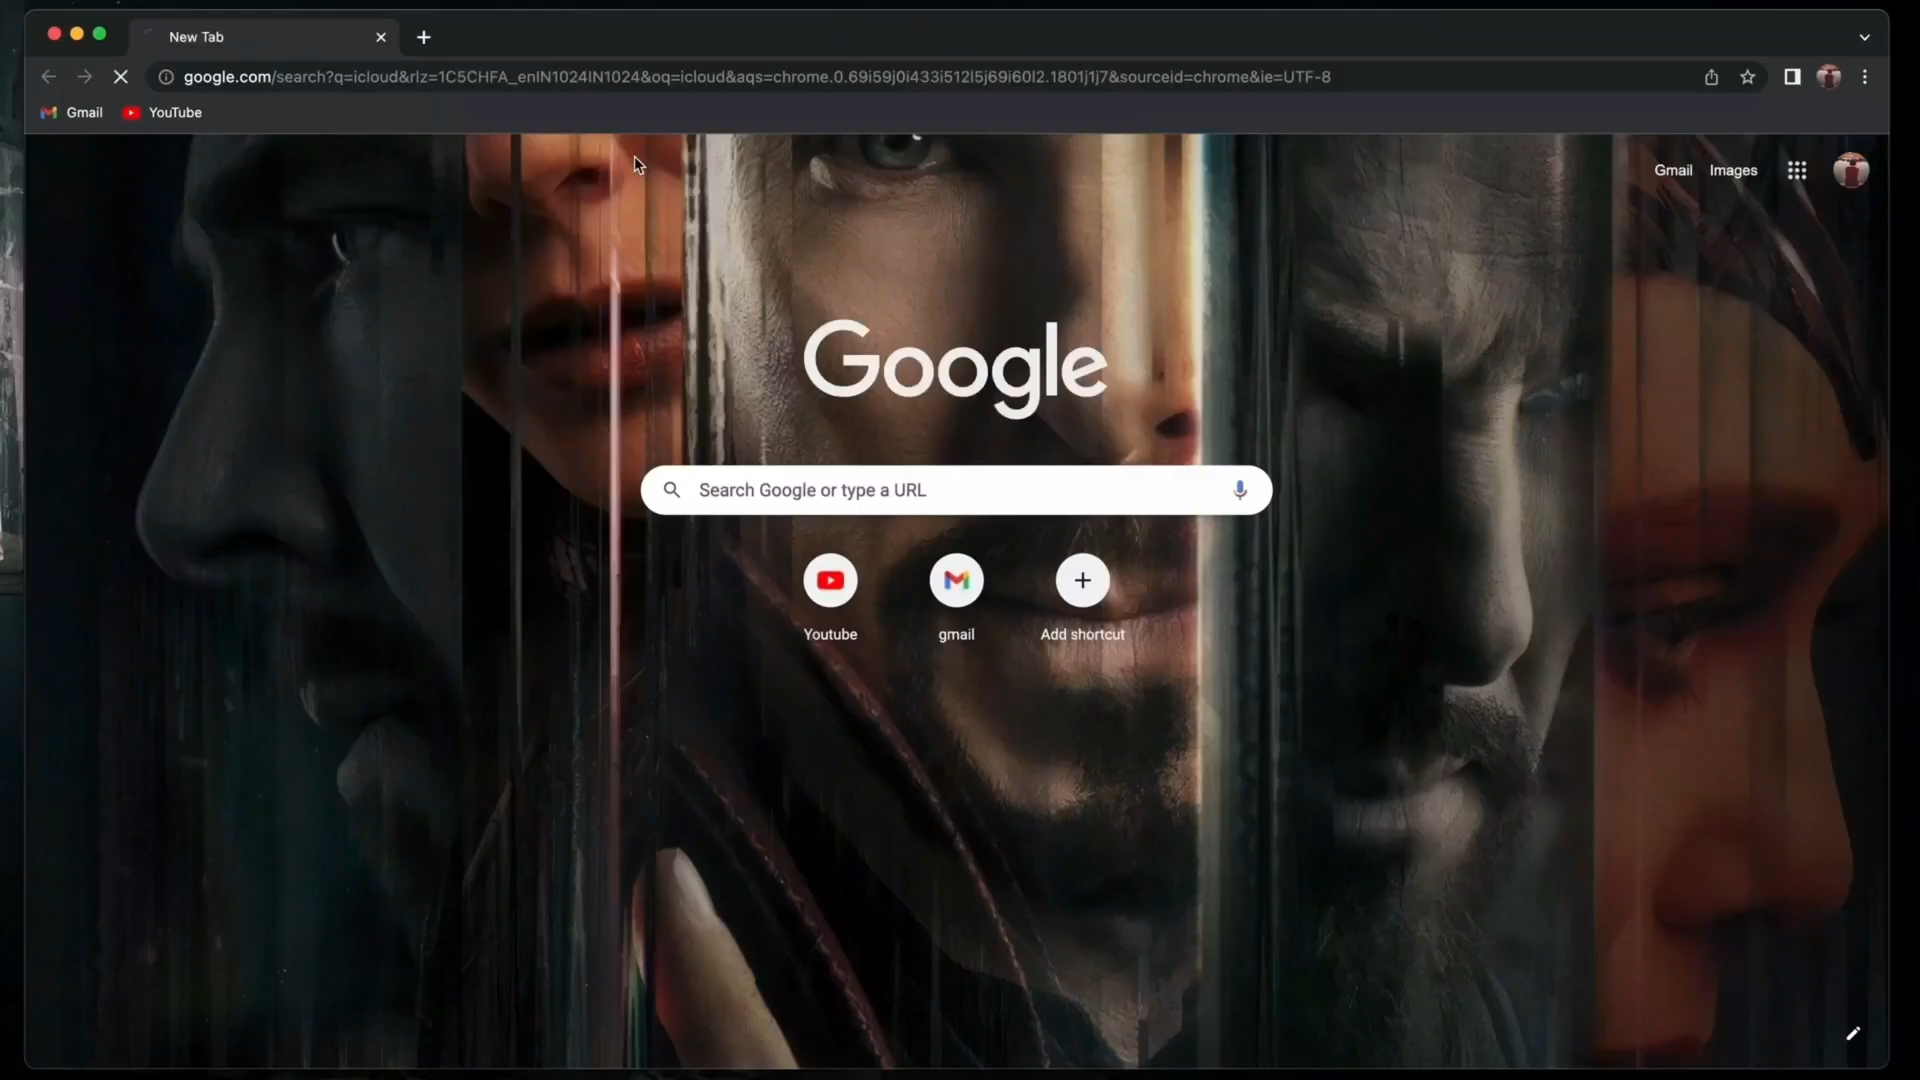 New Tab
google.com/search?q=icloud&rlz=1C5CHFA_enIN1024IN1024&oq=icloud&aqs=chrome.0.69i59j0i433i512l5j69i60l2.1801j1j7&sourceid=chrome&ie=UTF-8
Gmail YouTube
Gmail Images
Google
Search Google or type a URL
Youtube gmail Add shortcut